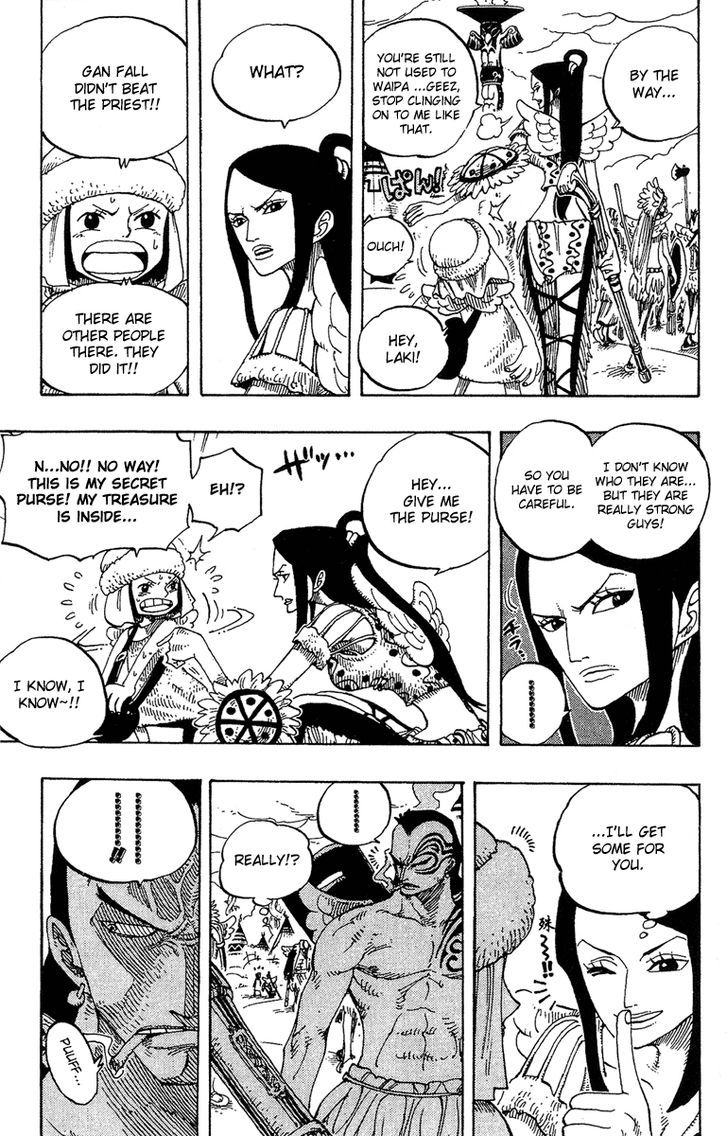 BY THE
WAY...
YOU'RE STILL
NOT USED TO
WAIPA ...GEEZ,
STOP CLINGING
ON TO ME LIKE
THAT.
ぱん!
OUCH!
HEY,
LAKI!
WHAT?
GAN FALL
DIDN'T BEAT
THE PRIEST!!
THERE ARE
OTHER PEOPLE
THERE. THEY
DID IT!!
I DON'T KNOW
WHO THEY ARE...
BUT THEY ARE
REALLY STRONG
GUYS!
SO YOU
HAVE TO BE
CAREFUL.
HEY...
GIVE ME
THE PURSE!
EH!?
N...NO!! NO WAY!
THIS IS MY SECRET
PURSE! MY TREASURE
IS INSIDE...
I KNOW, I
KNOW~!!
...I'LL GET
SOME FOR
YOU.
REALLY!?
PUUFF...